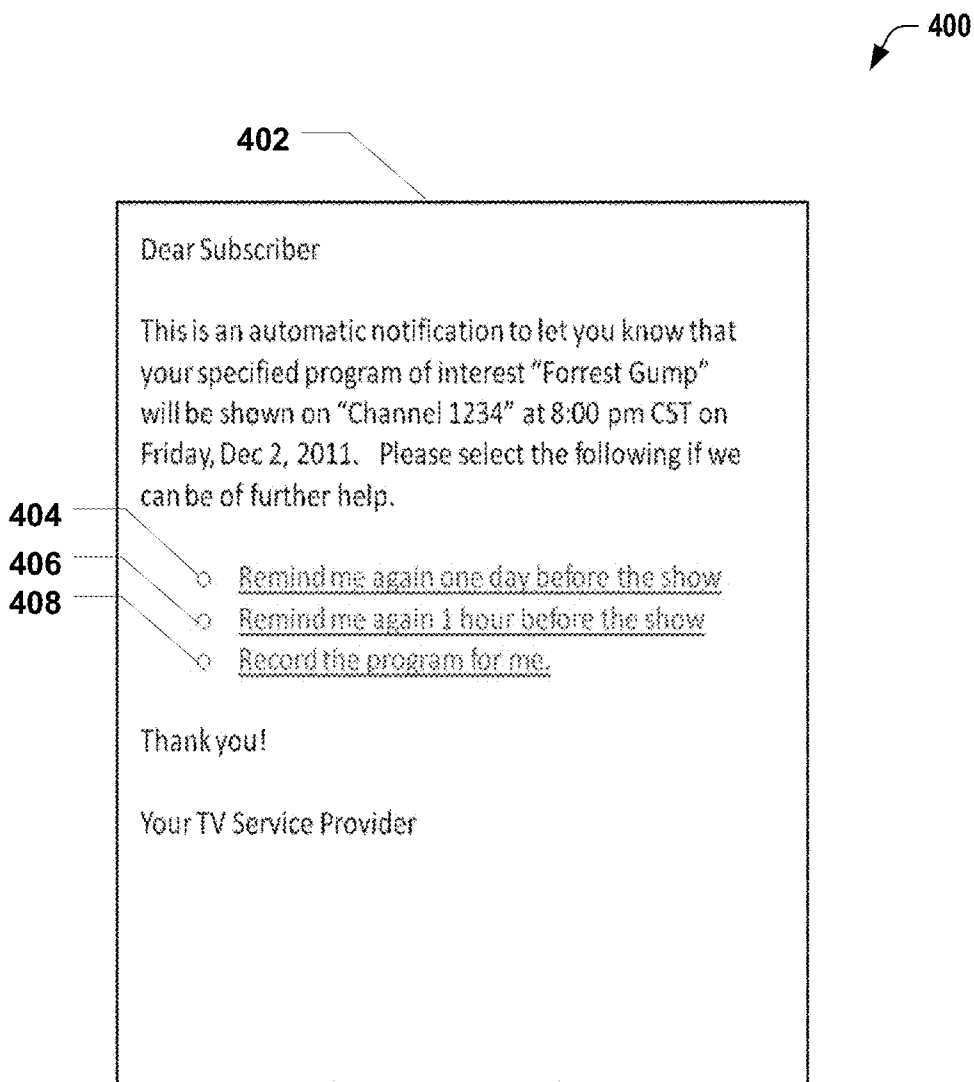 400
402
Dear Subscriber
This is an automatic notification to let you know that
your specified program of interest “Forrest Gump”
will be shown on “Channel 1234” at 8:00 pm CST on
Friday, Dec 2, 2011. Please select the following if we
can be of further help.
404
Remind me again one day before the show
406
Remind me again 1 hour before the show
408
Record the program for me.
Thank you!
Your TV Service Provider